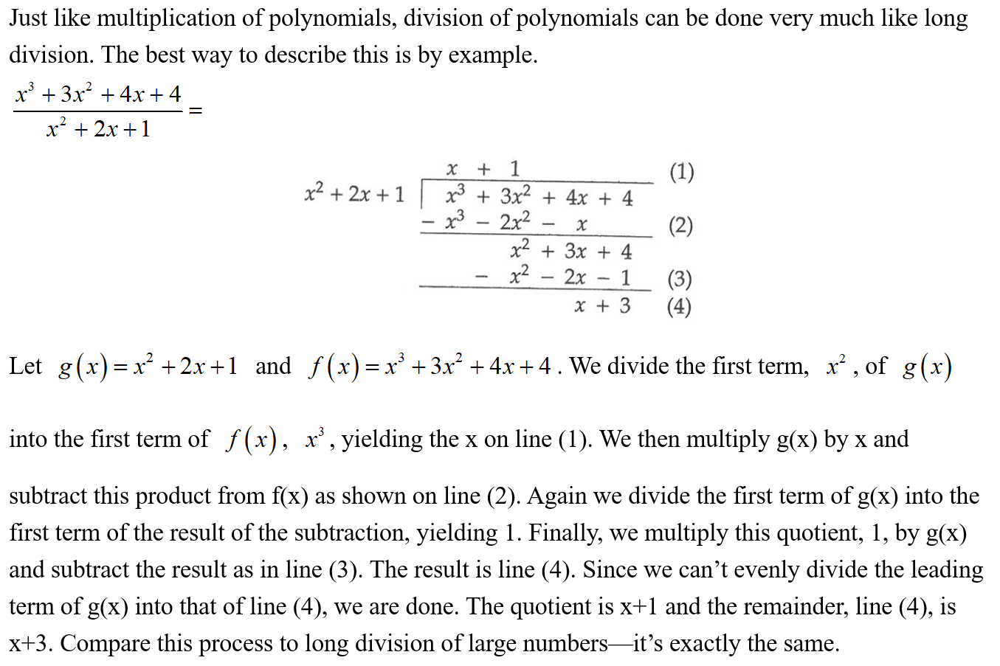 Just like multiplication of polynomials, division of polynomials can be done very much like long
division. The best way to describe this is by example.
\frac{x^3 + 3x^2 + 4x + 4}{x^2 + 2x + 1} =
x + 1 (1)
x^2 + 2x + 1 x^3 + 3x^2 + 4x + 4
− x^3 − 2x^2 − x (2)
x^2 + 3x + 4
− x^2 − 2x − 1 (3)
x + 3 (4)
Let g(x) = x^2 + 2x + 1 and f(x) = x^3 + 3x^2 + 4x + 4. We divide the first term, x^2, of g(x)
into the first term of f(x), x^3, yielding the x on line (1). We then multiply g(x) by x and
subtract this product from f(x) as shown on line (2). Again we divide the first term of g(x) into the
first term of the result of the subtraction, yielding 1. Finally, we multiply this quotient, 1, by g(x)
and subtract the result as in line (3). The result is line (4). Since we can’t evenly divide the leading
term of g(x) into that of line (4), we are done. The quotient is x+1 and the remainder, line (4), is
x+3. Compare this process to long division of large numbers—it’s exactly the same.